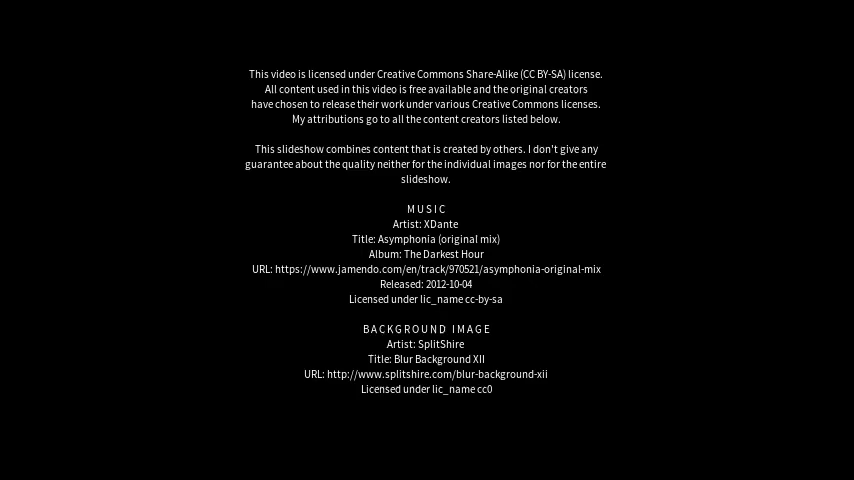 This video is licensed under Creative Commons Share-Alike (CC BY-SA) license.
All content used in this video is free available and the original creators
have chosen to release their work under various Creative Commons licenses.
My attributions go to all the content creators listed below.
This slideshow combines content that is created by others. I don't give any
guarantee about the quality neither for the individual images nor for the entire
slideshow.
MUSIC
Artist: XDante
Title: Asymphonia (original mix)
Album: The Darkest Hour
URL: https://www.jamendo.com/en/track/970521/asymphonia-original-mix
Released: 2012-10-04
Licensed under lic_name cc-by-sa
BACKGROUND IMAGE
Artist: SplitShire
Title: Blur Background XII
URL: http://www.splitshire.com/blur-background-xii
Licensed under lic_name cc0